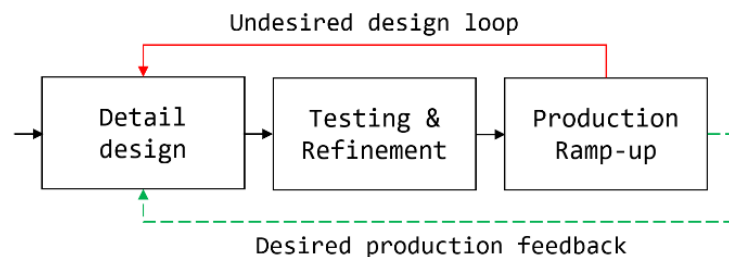 Undesired design loop
Detail
design
Testing &
Refinement
Production
Ramp-up
Desired production feedback